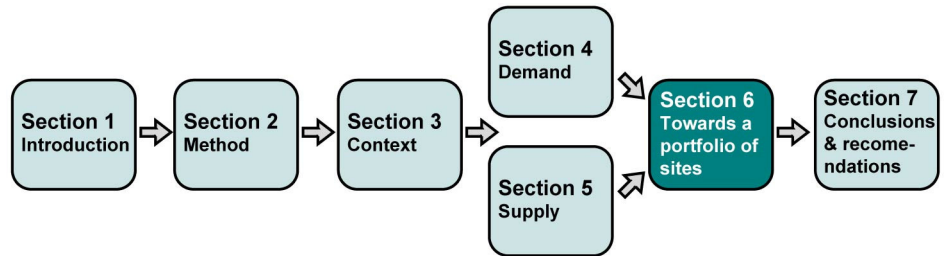 Section 1
Introduction
Section 2
Method
Section 3
Context
Section 4
Demand
Section 5
Supply
Section 6
Towards a
portfolio of
sites
Section 7
Conclusions
& recome-
ndations